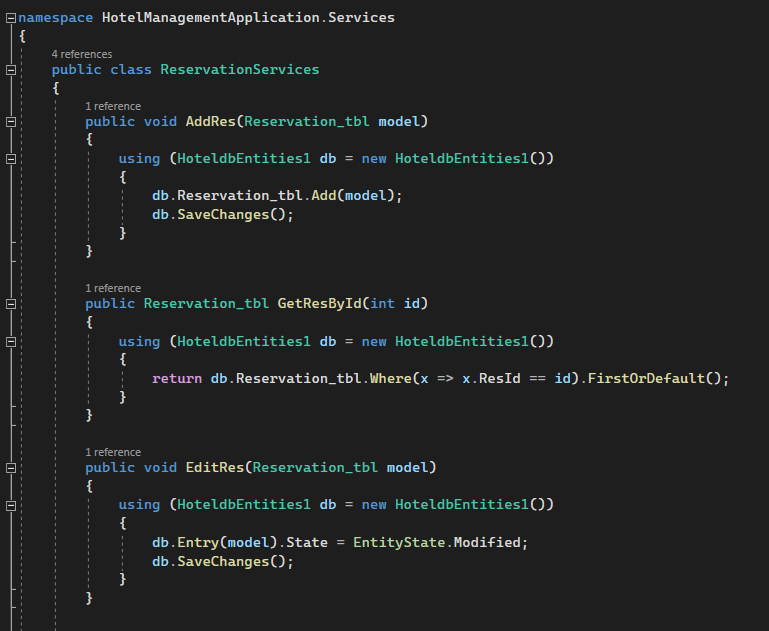 namespace HotelManagementApplication.Services
{
4 references
public class ReservationServices
{
1 reference
public void AddRes(Reservation_tbl model)
{
using (HoteldbEntities1 db = new HoteldbEntities1())
{
db.Reservation_tbl.Add(model);
db.SaveChanges();
}
}
1 reference
public Reservation_tbl GetResById(int id)
{
using (HoteldbEntities1 db = new HoteldbEntities1())
{
return db.Reservation_tbl.Where(x => x.ResId == id).FirstOrDefault();
}
}
1 reference
public void EditRes(Reservation_tbl model)
{
using (HoteldbEntities1 db = new HoteldbEntities1())
{
db.Entry(model).State = EntityState.Modified;
db.SaveChanges();
}
}